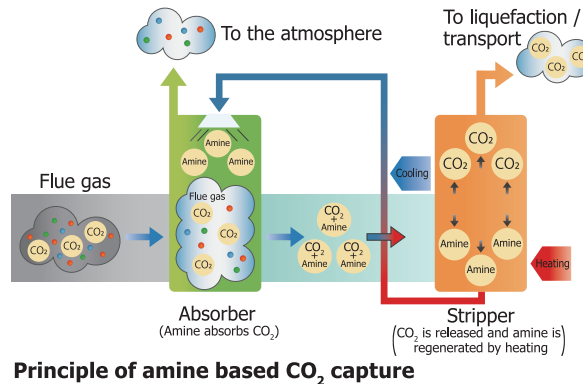 To the atmosphere
To liquefaction /
transport
CO₂
CO₂
CO₂
Amine
Amine
Amine
CO₂
CO₂
CO₂
Cooling
Flue gas
Flue gas
CO₂
CO₂
CO₂
CO₂
CO₂
CO₂
CO₂
+
Amine
CO₂
+
Amine
CO₂
+
Amine
Amine
Amine
Amine
Heating
Absorber
(Amine absorbs CO₂)
Stripper
(CO₂ is released and amine is
regenerated by heating)
Principle of amine based CO₂ capture